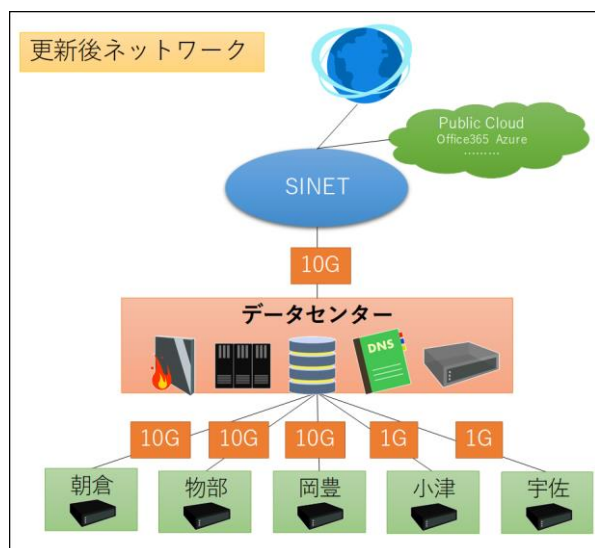 更新後ネットワーク
Public Cloud
Office365 Azure
………
SINET
10G
データセンター
DNS
10G
10G
10G
1G
1G
朝倉
物部
岡豊
小津
宇佐